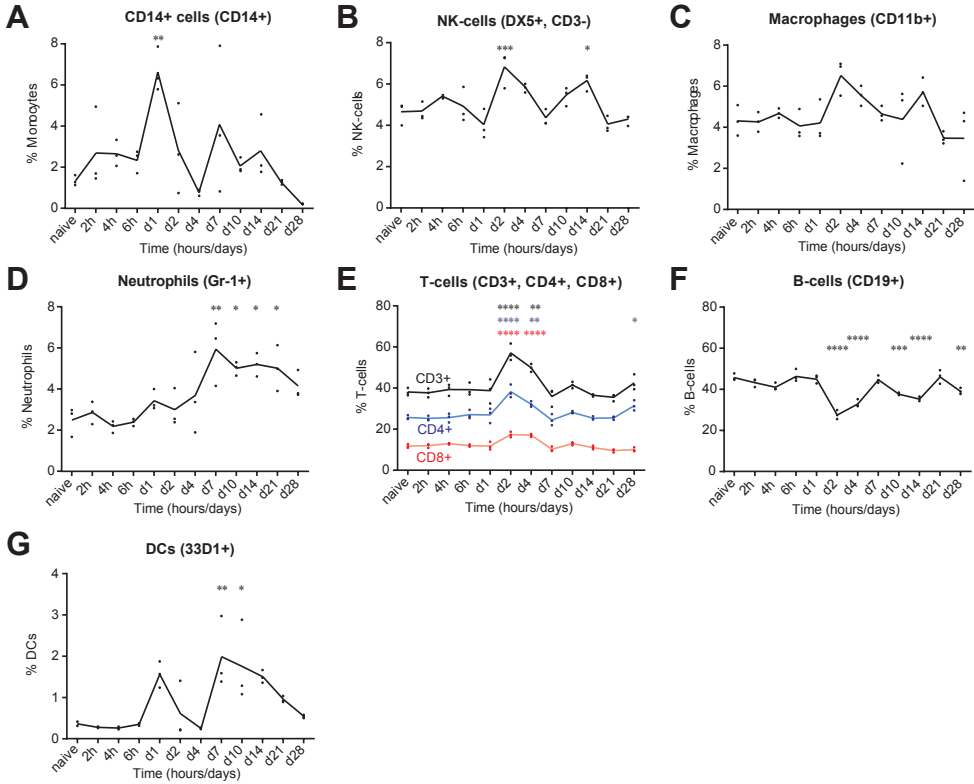 A
CD14+ cells (CD14+)
**
% Monocytes
8
6
4
2
0
naive 2h 4h 6h d1 d2 d4 d7 d10 d14 d21 d28
Time (hours/days)
B
NK-cells (DX5+, CD3-)
*** *
% NK-cells
8
6
4
2
0
naive 2h 4h 6h d1 d2 d4 d7 d10 d14 d21 d28
Time (hours/days)
C
Macrophages (CD11b+)
% Macrophages
8
6
4
2
0
naive 2h 4h 6h d1 d2 d4 d7 d10 d14 d21 d28
Time (hours/days)
D
Neutrophils (Gr-1+)
** * * *
% Neutrophils
8
6
4
2
0
naive 2h 4h 6h d1 d2 d4 d7 d10 d14 d21 d28
Time (hours/days)
E
T-cells (CD3+, CD4+, CD8+)
**** **
**** ** *
**** ****
% T-cells
80
60
40
20
0
CD3+
CD4+
CD8+
naive 2h 4h 6h d1 d2 d4 d7 d10 d14 d21 d28
Time (hours/days)
F
B-cells (CD19+)
**** **** *** **** **
% B-cells
80
60
40
20
0
naive 2h 4h 6h d1 d2 d4 d7 d10 d14 d21 d28
Time (hours/days)
G
DCs (33D1+)
** *
% DCs
4
3
2
1
0
naive 2h 4h 6h d1 d2 d4 d7 d10 d14 d21 d28
Time (hours/days)